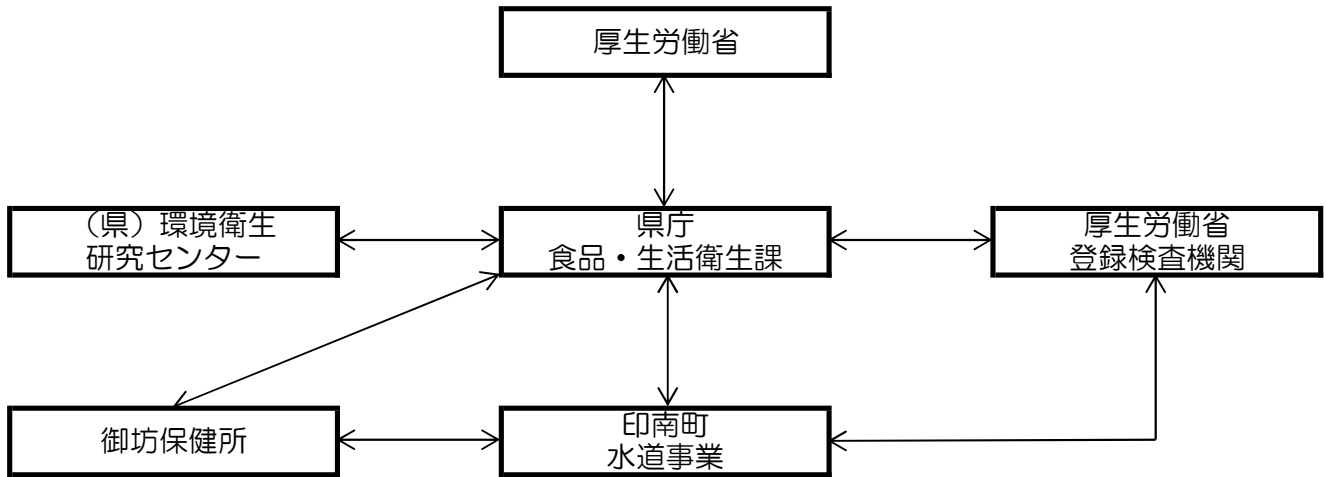 厚生労働省
（県）環境衛生
研究センター
県庁
食品・生活衛生課
厚生労働省
登録検査機関
御坊保健所
印南町
水道事業